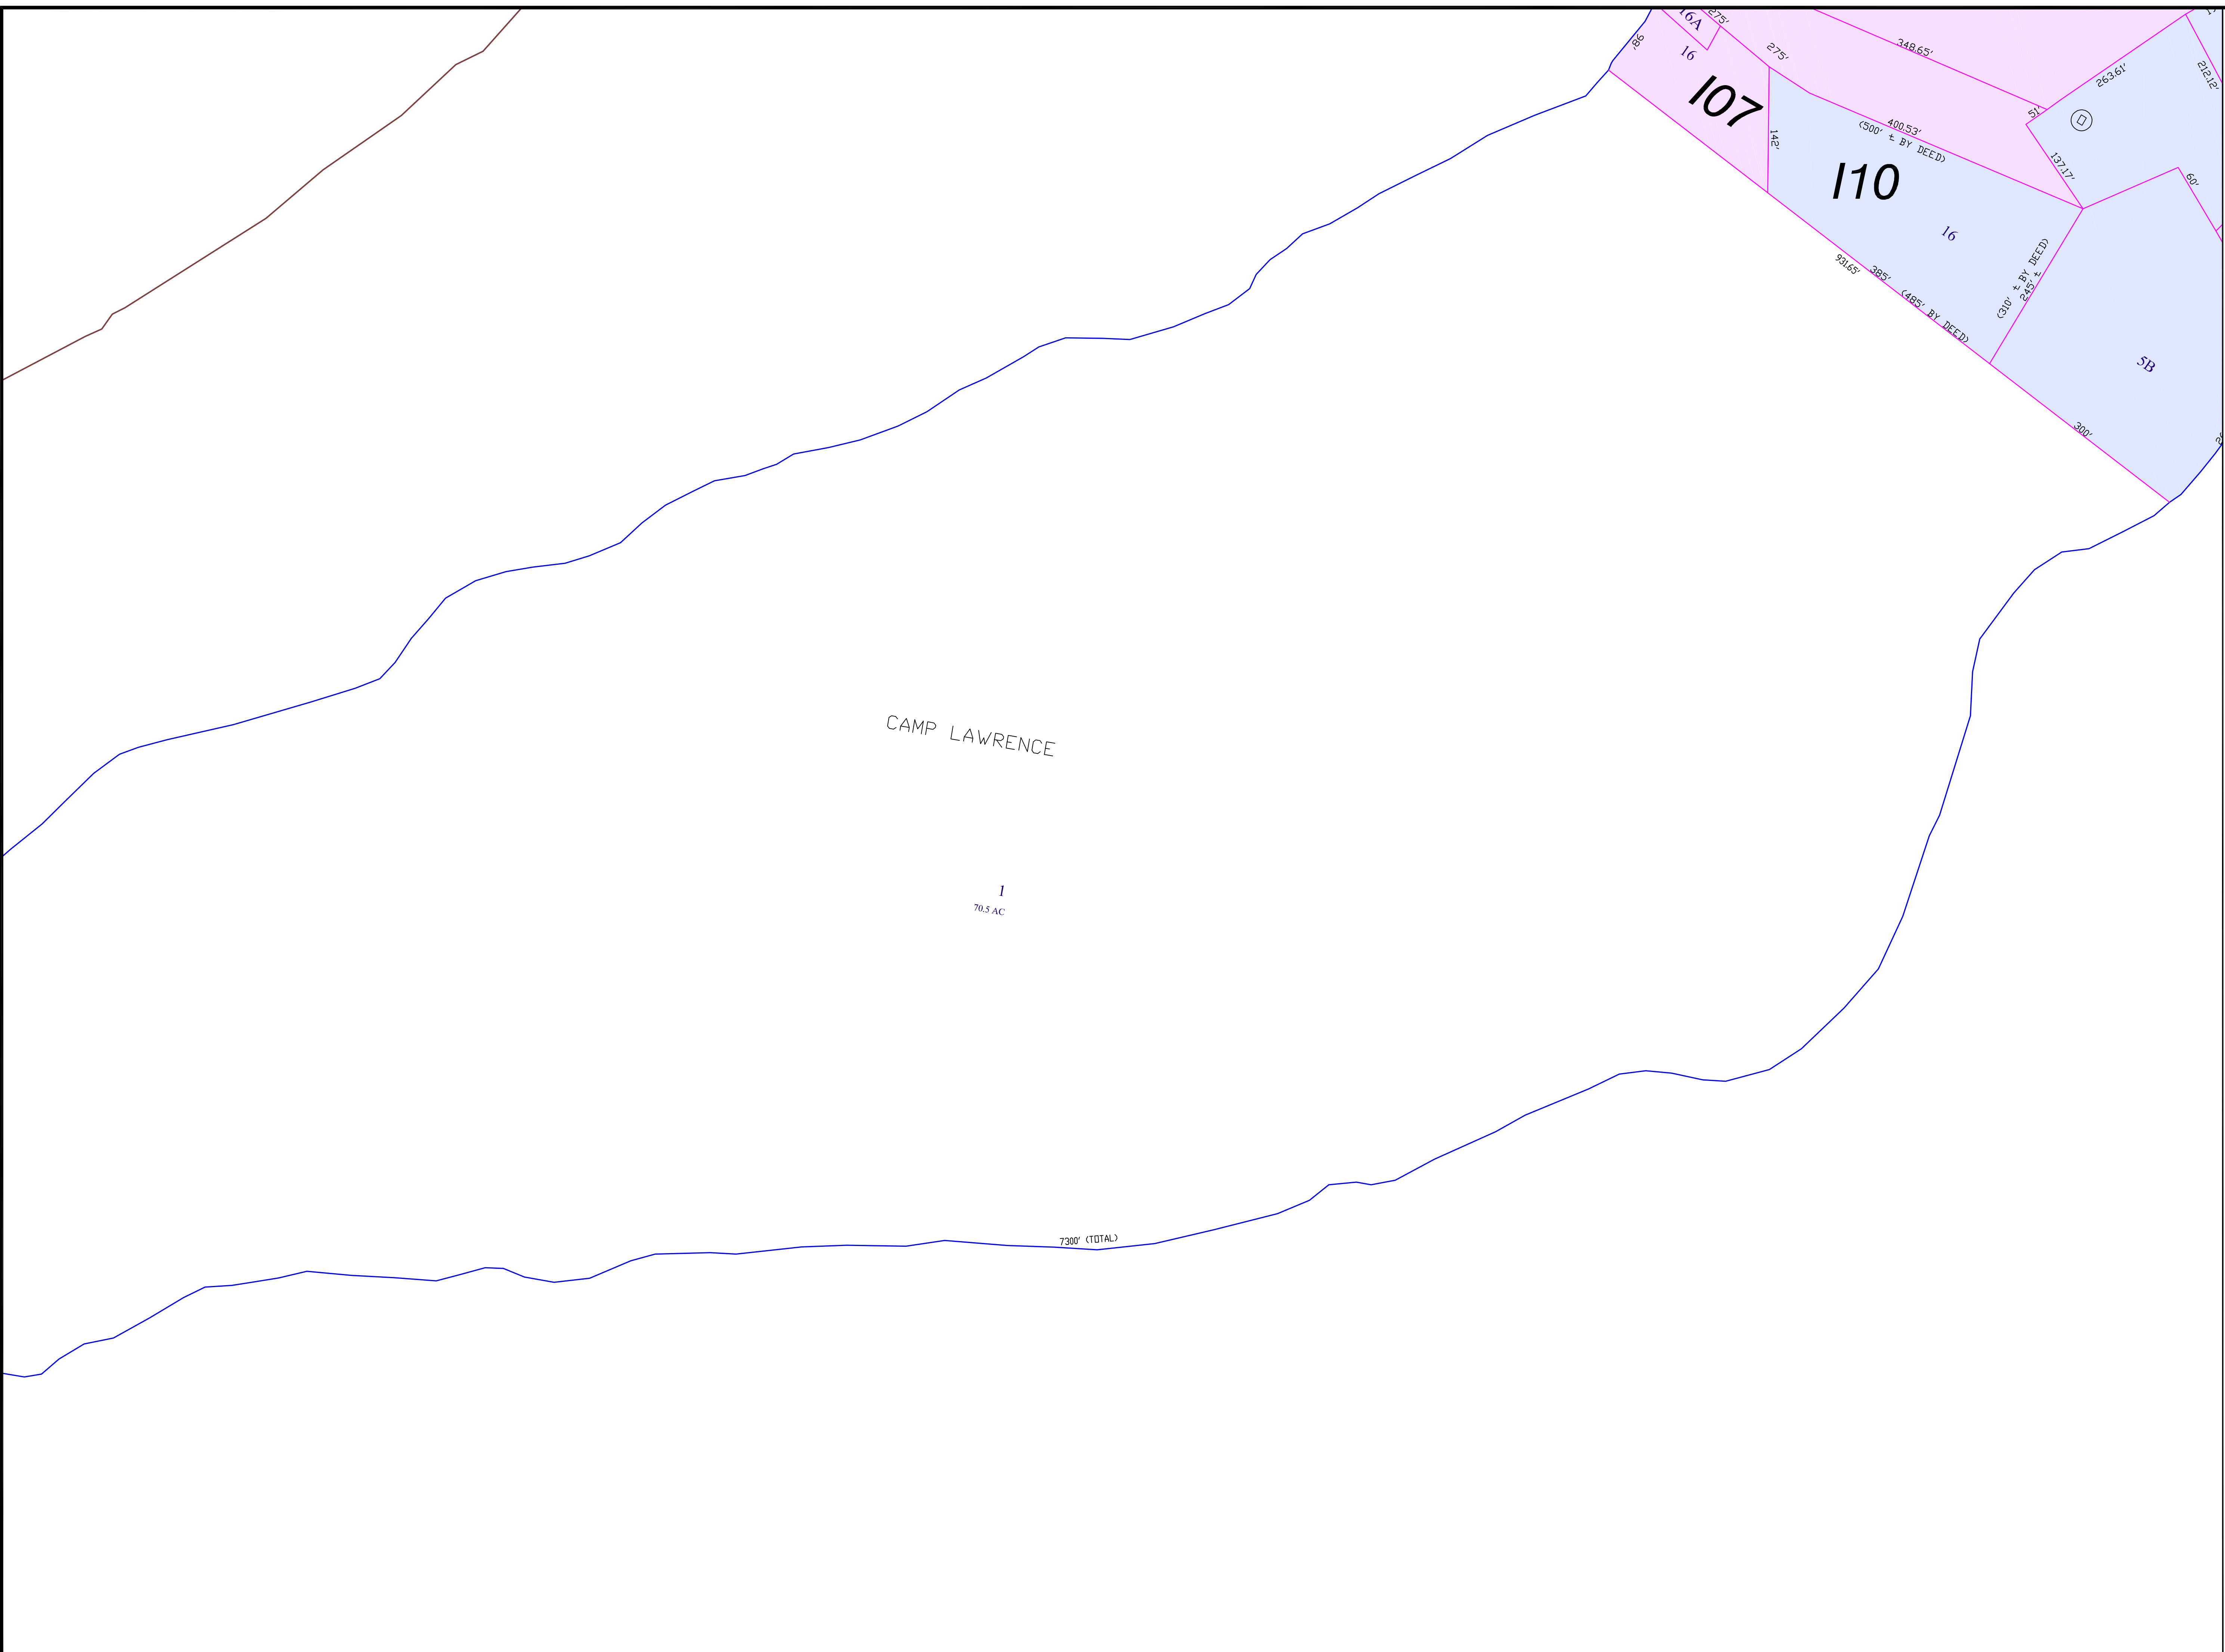 16A
275'
98'
16
107
275'
348.65'
263.61'
212.12'
51'
142'
400.53'
(500' ± BY DEED)
137.17'
60'
110
16
931.65'
385'
(485' BY DEED)
(310' ± BY DEED)
245' ±
5B
300'
CAMP LAWRENCE
1
70.5 AC
7300' (TOTAL)